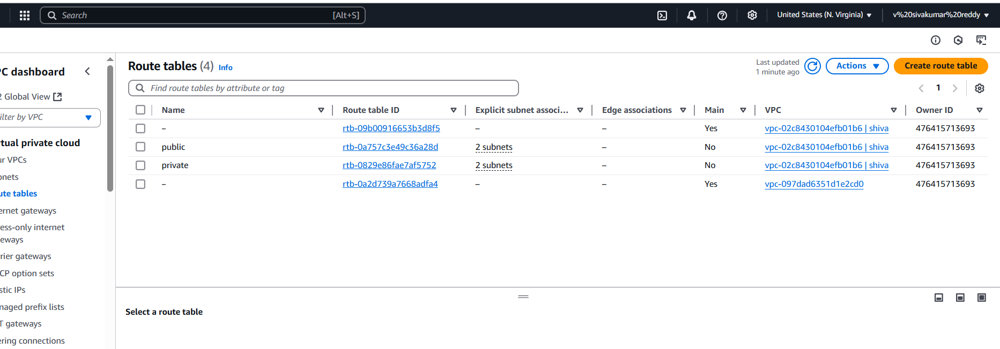 Search [Alt+S] United States (N. Virginia) v%20sivakumar%20reddy
PC dashboard
2 Global View
ilter by VPC
rtual private cloud
ur VPCs
bnets
ute tables
ernet gateways
ess-only internet
eways
rier gateways
CP option sets
stic IPs
naged prefix lists
T gateways
ering connections
Route tables (4) Info
Last updated
1 minute ago
Actions
Create route table
Find route tables by attribute or tag
1
Name Route table ID Explicit subnet associ... Edge associations Main VPC Owner ID
– rtb-09b00916653b3d8f5 – – Yes vpc-02c8430104efb01b6 | shiva 476415713693
public rtb-0a757c3e49c36a28d 2 subnets – No vpc-02c8430104efb01b6 | shiva 476415713693
private rtb-0829e86fae7af5752 2 subnets – No vpc-02c8430104efb01b6 | shiva 476415713693
– rtb-0a2d739a7668adfa4 – – Yes vpc-097dad6351d1e2cd0 476415713693
Select a route table